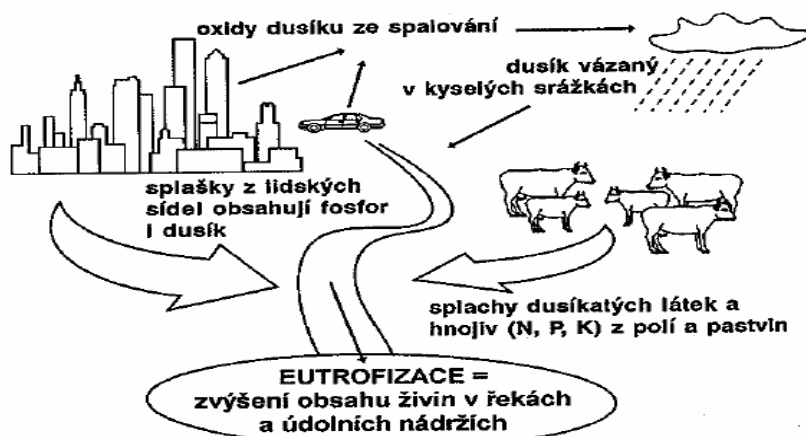 oxidy dusíku ze spalování
dusík vázaný
v kyselých srážkách
splašky z lidských
sídel obsahují fosfor
i dusík
splachy dusíkatých látek a
hnojiv (N, P, K) z polí a pastvin
EUTROFIZACE =
zvýšení obsahu živin v řekách
a údolních nádržích